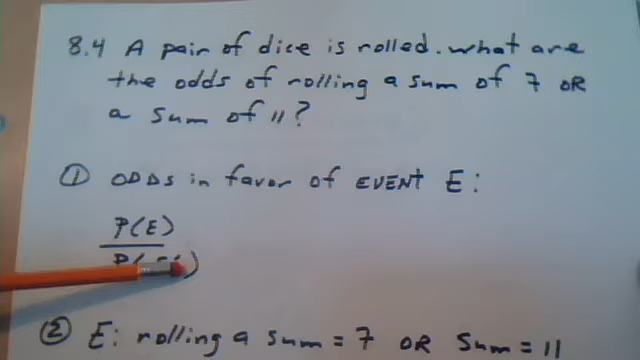 8.4 A pair of dice is rolled. What are
the odds of rolling a sum of 7 OR
a sum of 11?
① ODDS in favor of EVENT E:
P(E)
② E: rolling a sum = 7 OR sum = 11